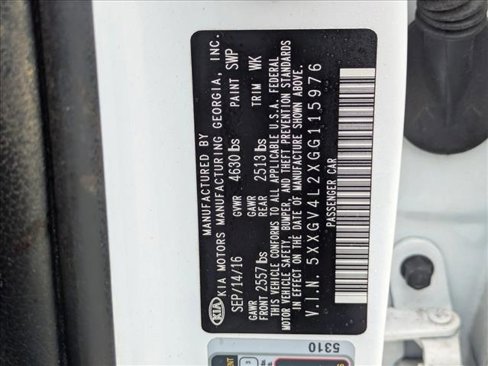 KIA
MANUFACTURED BY
KIA MOTORS MANUFACTURING GEORGIA, INC.
SEP/14/16 GVWR 4630 lbs PAINT SWP
GAWR FRONT 2557 lbs GAWR REAR 2513 lbs TRIM WK
THIS VEHICLE CONFORMS TO ALL APPLICABLE U.S.A. FEDERAL
MOTOR VEHICLE SAFETY, BUMPER, AND THEFT PREVENTION STANDARDS
IN EFFECT ON THE DATE OF MANUFACTURE SHOWN ABOVE.
V.I.N. 5XXGV4L2XGG115976
PASSENGER CAR
5310